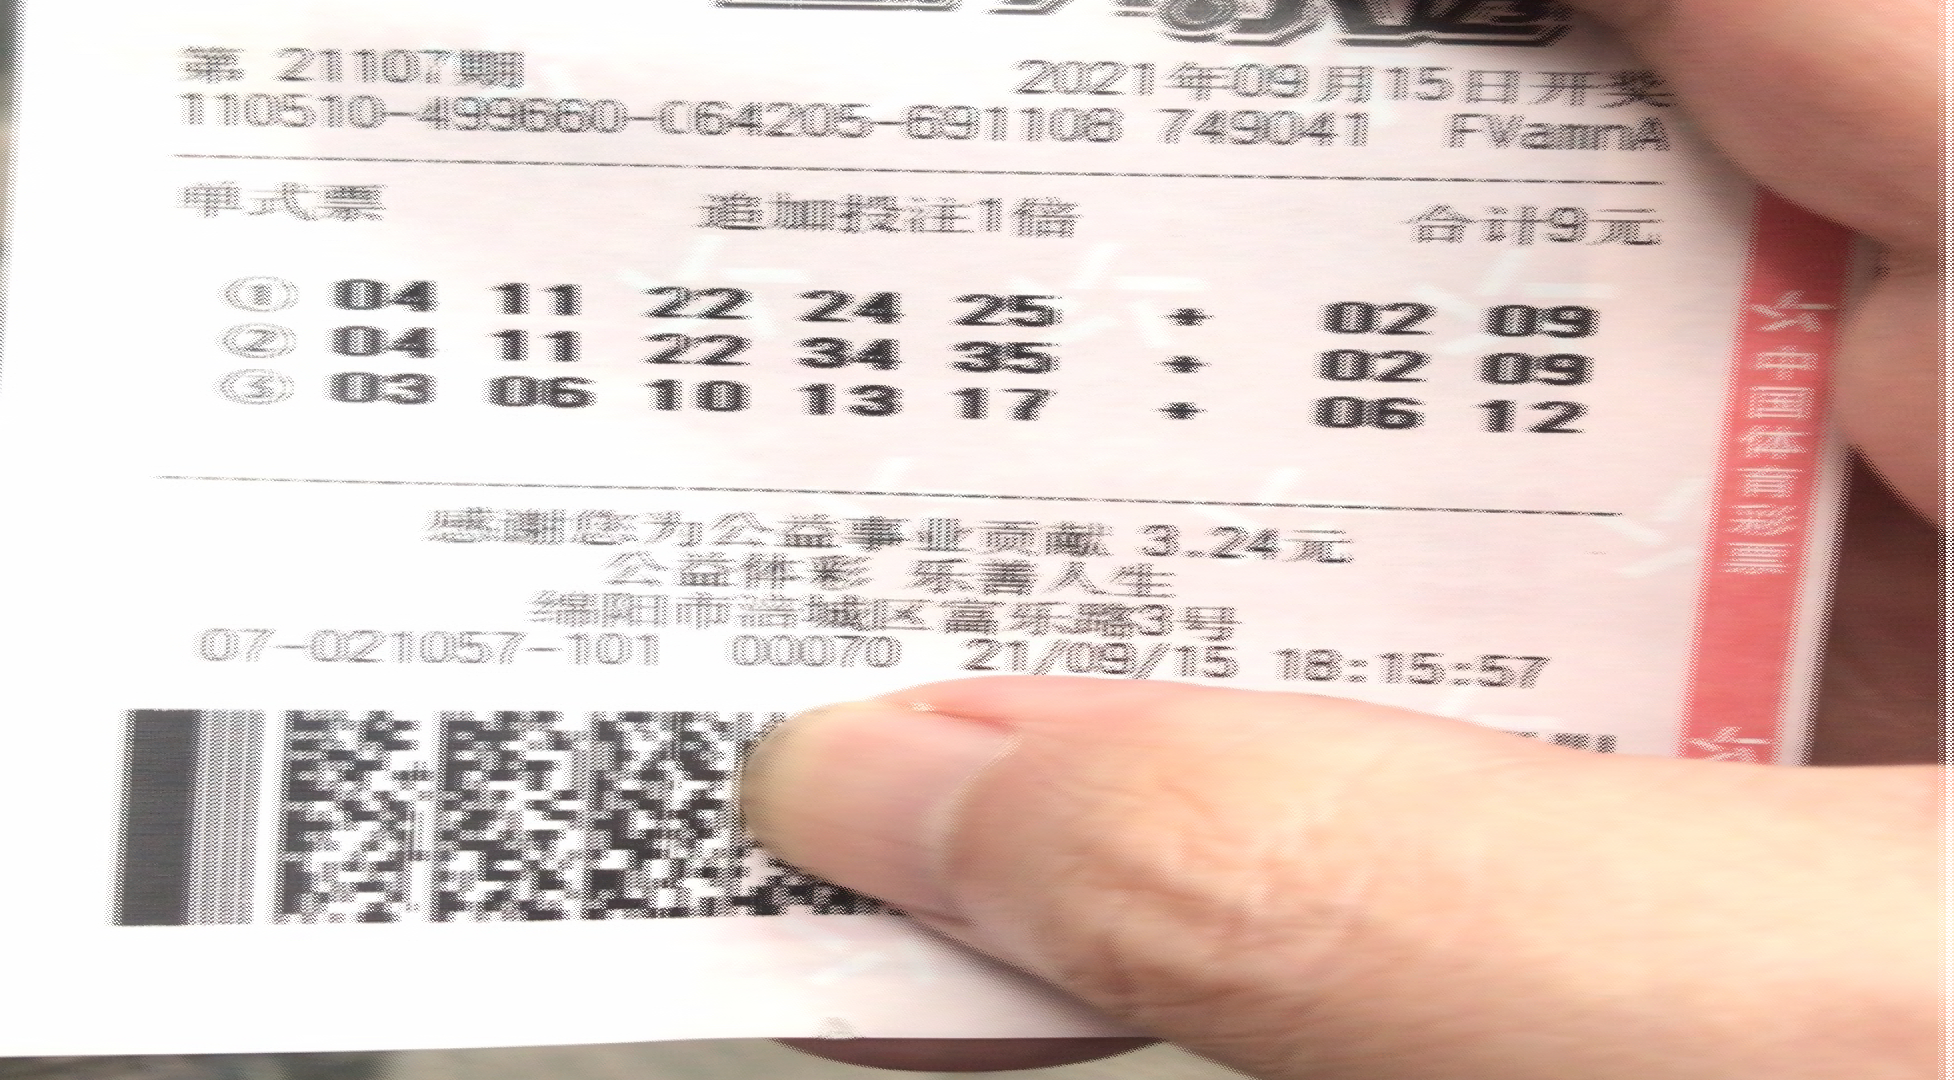 第 21107期 2021年09月15日开奖
110510-499660-064205-691108 749041 FVamnA
单式票 追加投注1倍 合计9元
① 04 11 22 24 25 + 02 09
② 04 11 22 34 35 + 02 09
③ 03 06 10 13 17 + 06 12
感谢您为公益事业贡献 3.24元
公益体彩 乐善人生
绵阳市涪城区富乐路3号
07-021057-101 00070 21/09/15 18:15:57
中国体育彩票